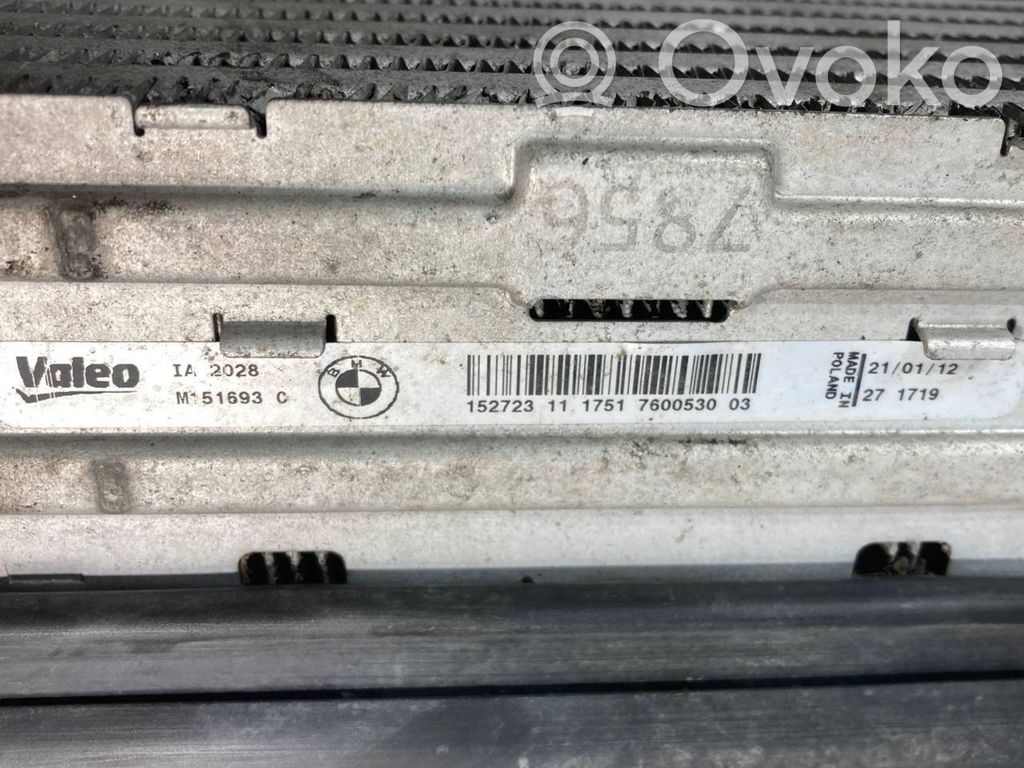 Ovoko
7856
Valeo
IA 2028
M151693 C
BMW
152723 11 1751 7600530 03
MADE IN
POLAND
21/01/12
27 1719